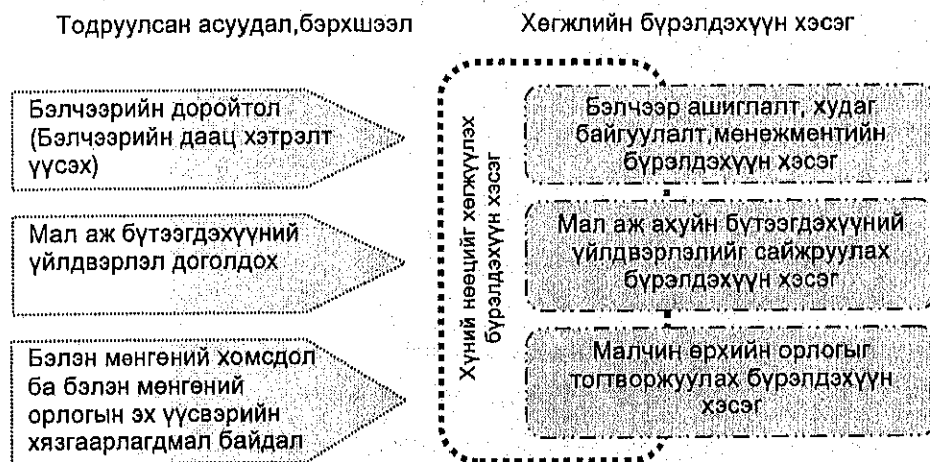 Тодруулсан асуудал,бэрхшээл
Хөгжлийн бүрэлдэхүүн хэсэг
Бэлчээрийн доройтол
(Бэлчээрийн даац хэтрэлт
үүсэх)
Мал аж бүтээгдэхүүний
үйлдвэрлэл доголдох
Бэлэн мөнгөний хомсдол
ба бэлэн мөнгөний
орлогын эх үүсвэрийн
хязгаарлагдмал байдал
Хүний нөөцийг хөгжүүлэх
бүрэлдэхүүн хэсэг
Бэлчээр ашиглалт, худаг
байгуулалт,мөнөжмөнтийн
бүрэлдэхүүн хэсэг
Мал аж ахуйн бүтээгдэхүүний
үйлдвэрлэлийг сайжруулах
бүрэлдэхүүн хэсэг
Малчин өрхийн орлогыг
тогтворжуулах бүрэлдэхүүн
хэсэг